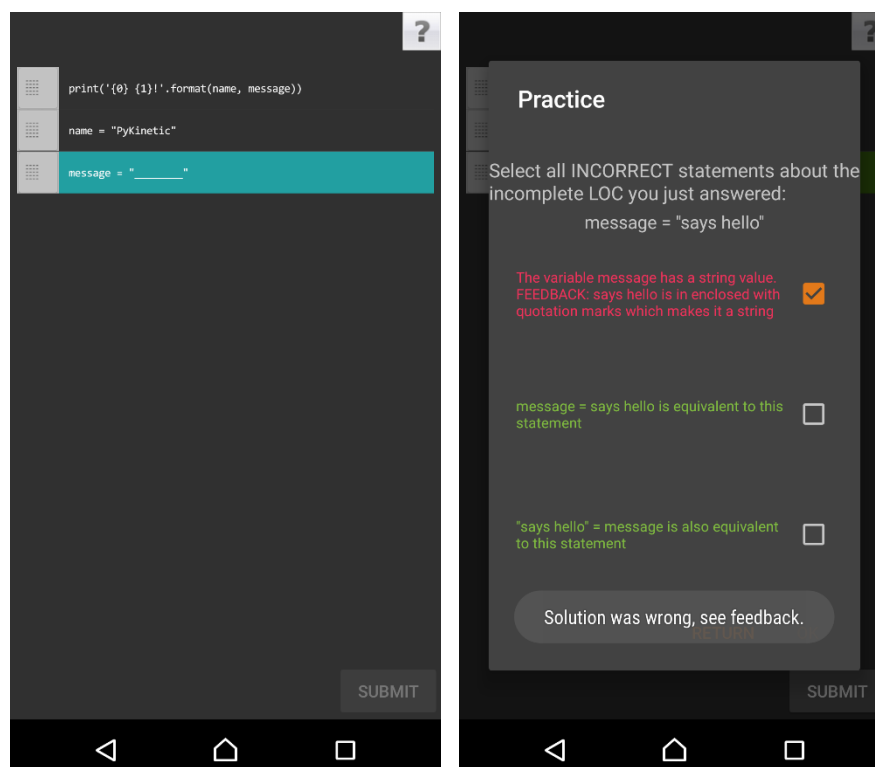 ?
print('{0} {1}!'.format(name, message))
name = "PyKinetic"
message = "________"
SUBMIT
?
Practice
Select all INCORRECT statements about the
incomplete LOC you just answered:
message = "says hello"
The variable message has a string value.
FEEDBACK: says hello is in enclosed with
quotation marks which makes it a string
message = says hello is equivalent to this
statement
"says hello" = message is also equivalent
to this statement
Solution was wrong, see feedback.
RETURN
SUBMIT